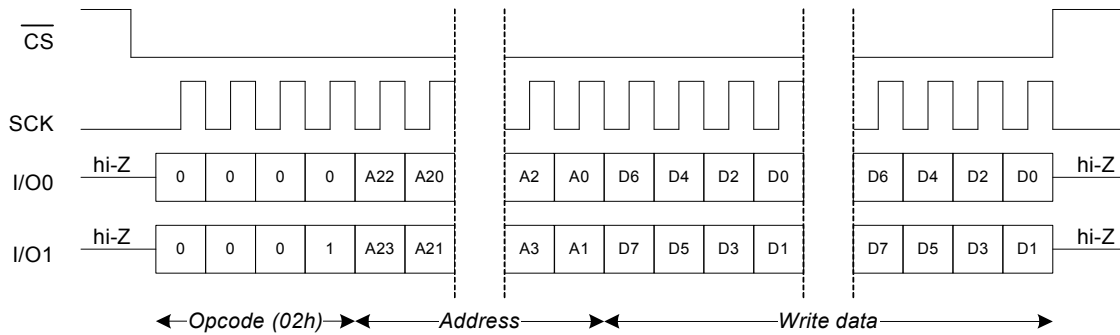 CS
SCK
hi-Z 0 0 0 0 A22 A20 A2 A0 D6 D4 D2 D0 D6 D4 D2 D0 hi-Z
I/O0
hi-Z 0 0 0 1 A23 A21 A3 A1 D7 D5 D3 D1 D7 D5 D3 D1 hi-Z
I/O1
Opcode (02h) Address Write data